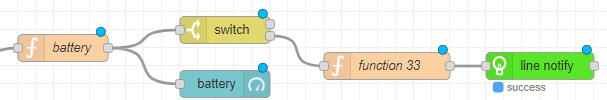 battery
switch
battery
function 33
line notify
success